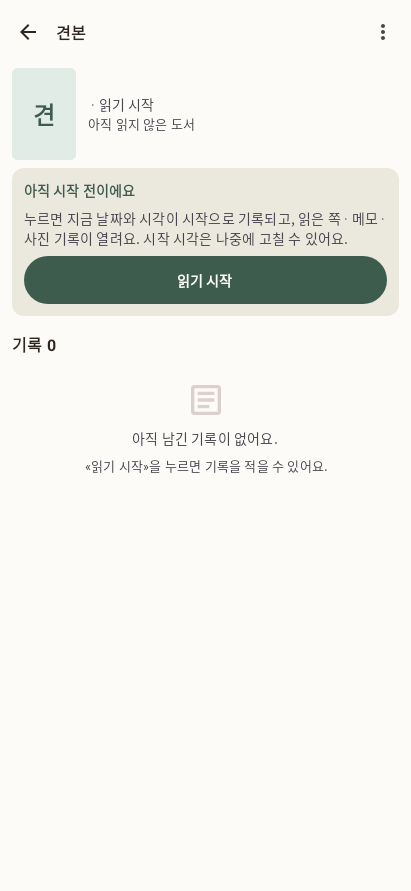 견본
견
· 읽기 시작
아직 읽지 않은 도서
아직 시작 전이에요
누르면 지금 날짜와 시각이 시작으로 기록되고, 읽은 쪽 · 메모 ·
사진 기록이 열려요. 시작 시각은 나중에 고칠 수 있어요.
읽기 시작
기록 0
아직 남긴 기록이 없어요.
«읽기 시작»을 누르면 기록을 적을 수 있어요.